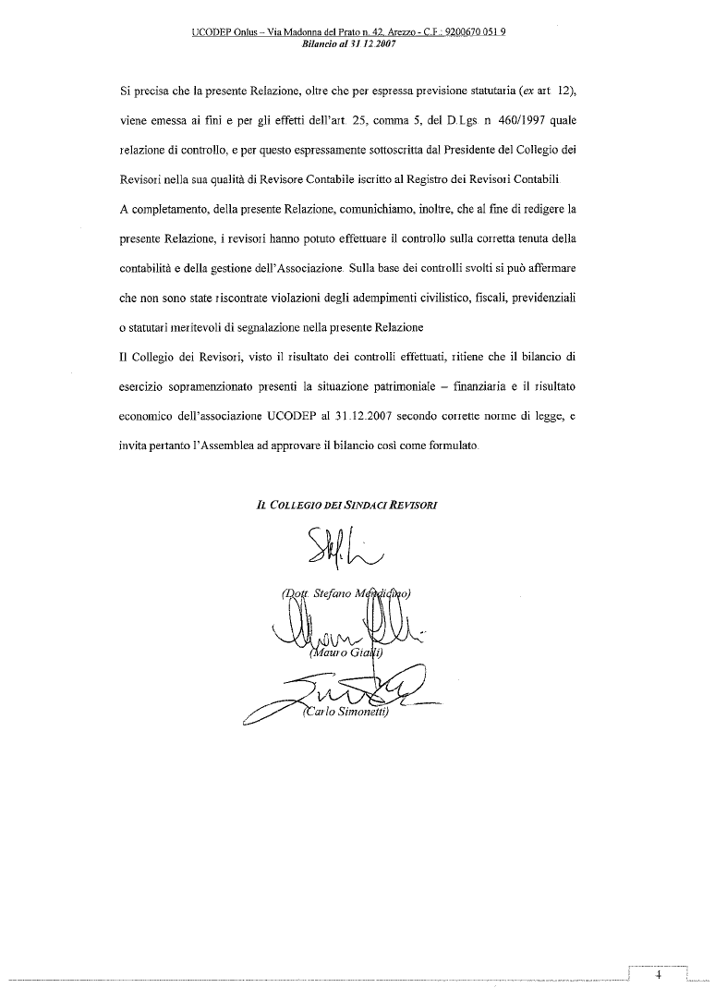 UCODEP Onlus – Via Madonna del Prato n. 42, Arezzo - C.F.: 9200670 051 9
Bilancio al 31.12.2007
Si precisa che la presente Relazione, oltre che per espressa previsione statutaria (ex art. 12),
viene emessa ai fini e per gli effetti dell'art. 25, comma 5, del D.Lgs. n. 460/1997 quale
relazione di controllo, e per questo espressamente sottoscritta dal Presidente del Collegio dei
Revisori nella sua qualità di Revisore Contabile iscritto al Registro dei Revisori Contabili.
A completamento, della presente Relazione, comunichiamo, inoltre, che al fine di redigere la
presente Relazione, i revisori hanno potuto effettuare il controllo sulla corretta tenuta della
contabilità e della gestione dell'Associazione. Sulla base dei controlli svolti si può affermare
che non sono state riscontrate violazioni degli adempimenti civilistico, fiscali, previdenziali
o statutari meritevoli di segnalazione nella presente Relazione
Il Collegio dei Revisori, visto il risultato dei controlli effettuati, ritiene che il bilancio di
esercizio sopramenzionato presenti la situazione patrimoniale – finanziaria e il risultato
economico dell'associazione UCODEP al 31.12.2007 secondo corrette norme di legge, e
invita pertanto l'Assemblea ad approvare il bilancio così come formulato.
IL COLLEGIO DEI SINDACI REVISORI
(Dott. Stefano Mendicino)
(Mauro Gialli)
(Carlo Simonetti)
4